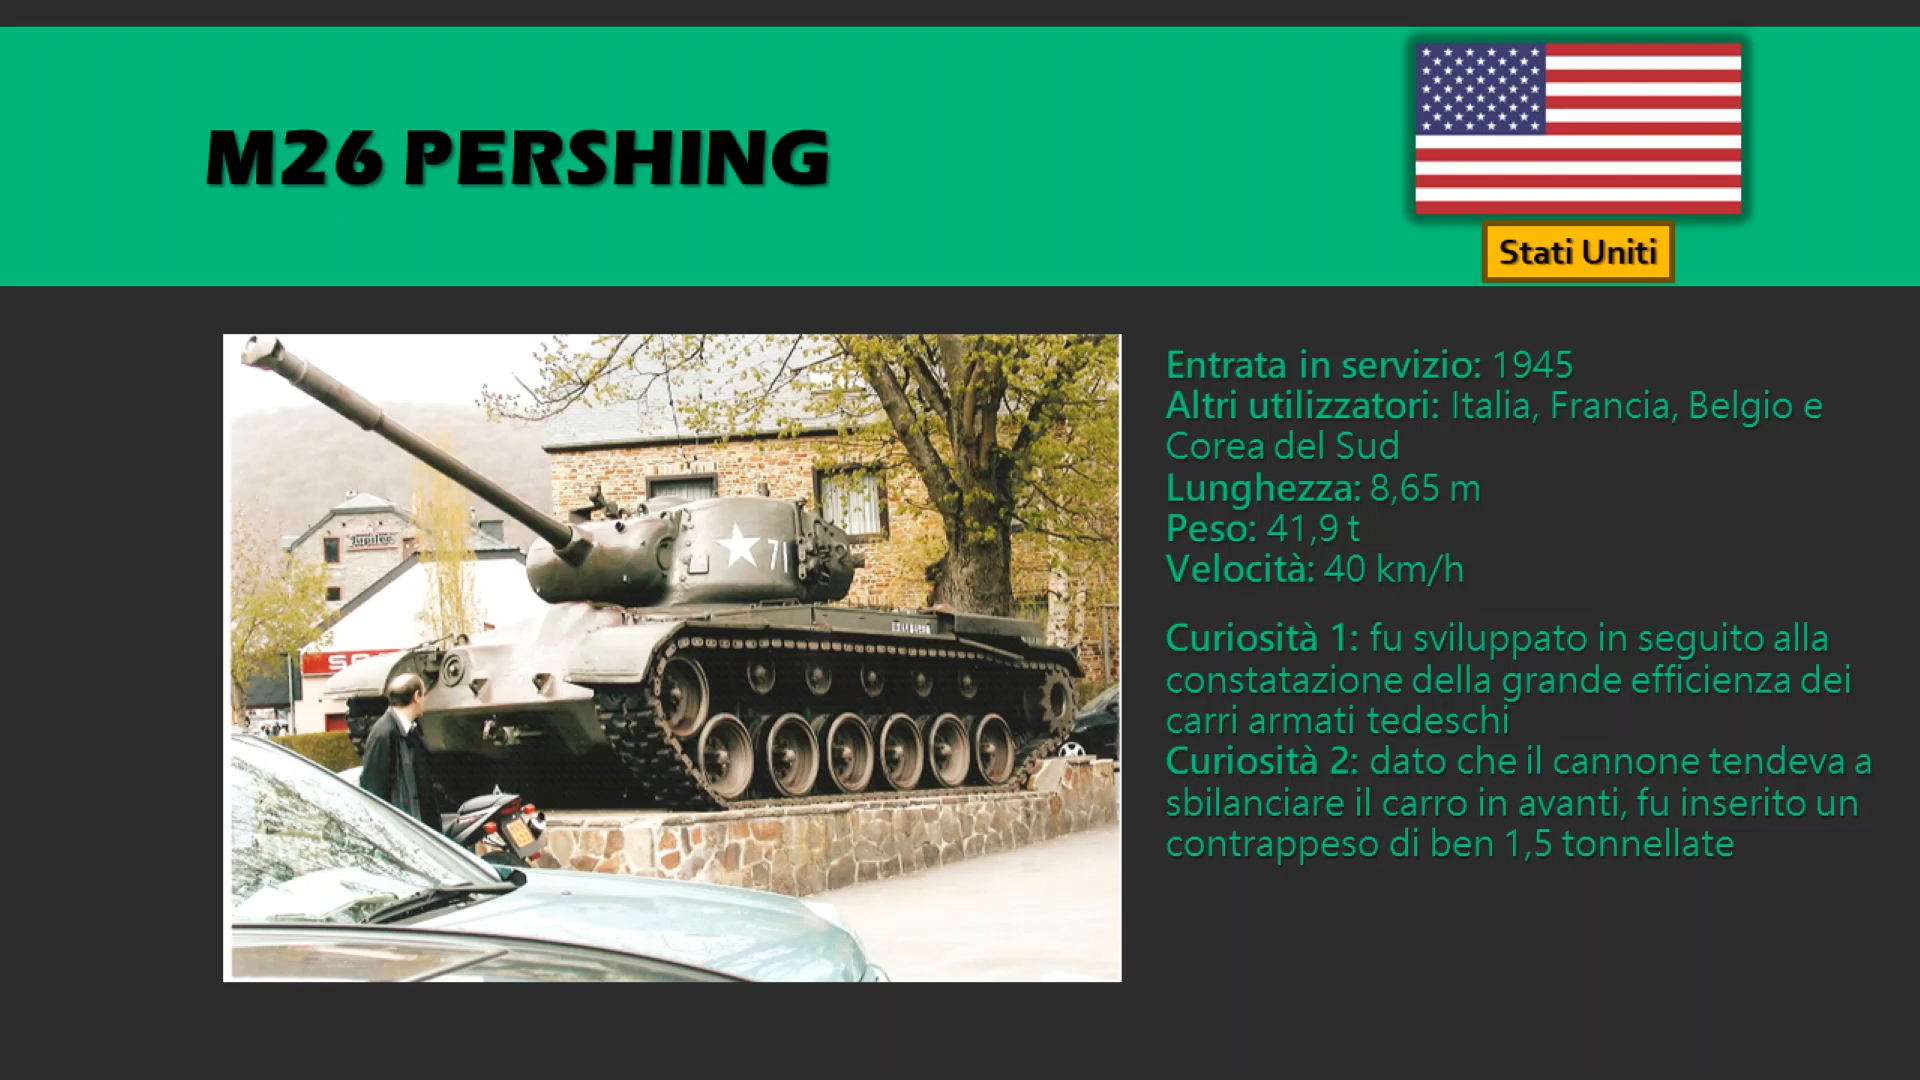 M26 PERSHING
Stati Uniti
Entrata in servizio: 1945
Altri utilizzatori: Italia, Francia, Belgio e
Corea del Sud
Lunghezza: 8,65 m
Peso: 41,9 t
Velocità: 40 km/h
Curiosità 1: fu sviluppato in seguito alla
constatazione della grande efficienza dei
carri armati tedeschi
Curiosità 2: dato che il cannone tendeva a
sbilanciare il carro in avanti, fu inserito un
contrappeso di ben 1,5 tonnellate
Jupiler
71